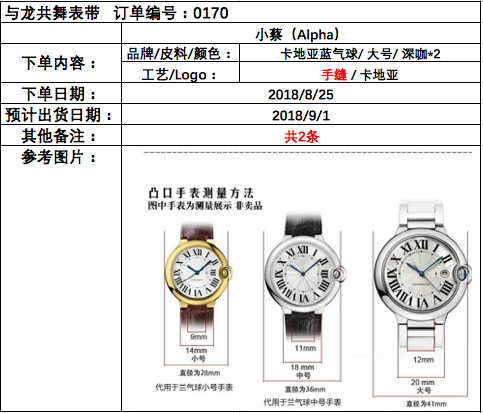 与龙共舞表带 订单编号：0170
小蔡（Alpha）
下单内容： 品牌/皮料/颜色： 卡地亚蓝气球/ 大号/ 深咖*2
工艺/Logo： 手缝 / 卡地亚
下单日期： 2018/8/25
预计出货日期： 2018/9/1
其他备注： 共2条
参考图片：
凸口手表测量方法
图中手表为测量展示 非卖品
9mm
14mm
小号
直径为28mm
代用于兰气球小号手表
11mm
18 mm
中号
直径为36mm
代用于兰气球中号手表
12mm
20 mm
大号
直径为41mm